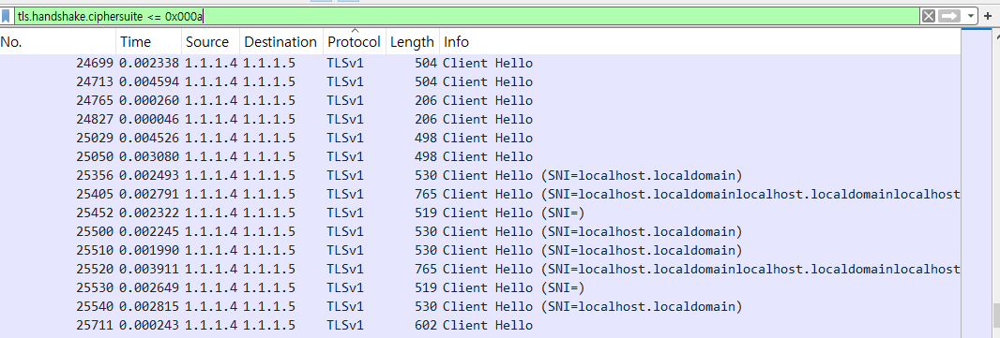 tls.handshake.ciphersuite <= 0x000a
No. Time Source Destination Protocol Length Info
24699 0.002338 1.1.1.4 1.1.1.5 TLSv1 504 Client Hello
24713 0.004594 1.1.1.4 1.1.1.5 TLSv1 504 Client Hello
24765 0.000260 1.1.1.4 1.1.1.5 TLSv1 206 Client Hello
24827 0.000046 1.1.1.4 1.1.1.5 TLSv1 206 Client Hello
25029 0.004526 1.1.1.4 1.1.1.5 TLSv1 498 Client Hello
25050 0.003080 1.1.1.4 1.1.1.5 TLSv1 498 Client Hello
25356 0.002493 1.1.1.4 1.1.1.5 TLSv1 530 Client Hello (SNI=localhost.localdomain)
25405 0.002791 1.1.1.4 1.1.1.5 TLSv1 765 Client Hello (SNI=localhost.localdomainlocalhost.localdomainlocalhost
25452 0.002322 1.1.1.4 1.1.1.5 TLSv1 519 Client Hello (SNI=)
25500 0.002245 1.1.1.4 1.1.1.5 TLSv1 530 Client Hello (SNI=localhost.localdomain)
25510 0.001990 1.1.1.4 1.1.1.5 TLSv1 530 Client Hello (SNI=localhost.localdomain)
25520 0.003911 1.1.1.4 1.1.1.5 TLSv1 765 Client Hello (SNI=localhost.localdomainlocalhost.localdomainlocalhost
25530 0.002649 1.1.1.4 1.1.1.5 TLSv1 519 Client Hello (SNI=)
25540 0.002815 1.1.1.4 1.1.1.5 TLSv1 530 Client Hello (SNI=localhost.localdomain)
25711 0.000243 1.1.1.4 1.1.1.5 TLSv1 602 Client Hello